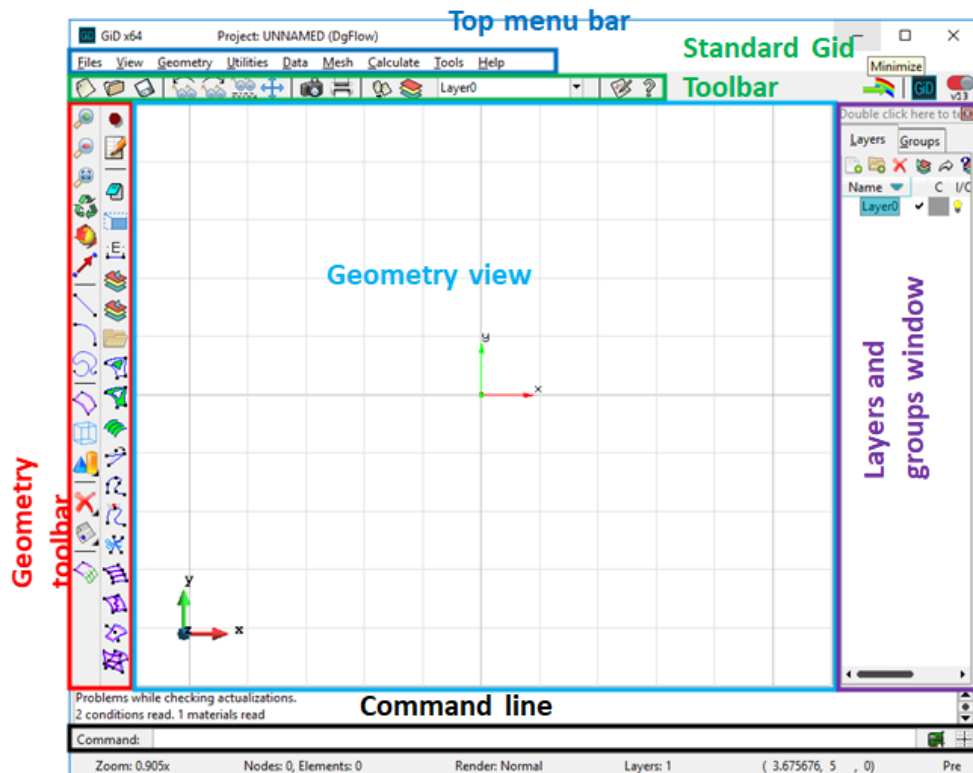 Top menu bar
GiD x64 Project: UNNAMED (DgFlow)
Standard Gid
Toolbar
Files View Geometry Utilities Data Mesh Calculate Tools Help
Minimize
Layer0
GiD
v13
Double click here to te
Layers Groups
Name C I/C
Layer0
E
Geometry view
y
x
Layers and
groups window
Geometry
toolbar
y
x
Problems while checking actualizations.
2 conditions read. 1 materials read
Command line
Command:
Zoom: 0.905x Nodes: 0, Elements: 0 Render: Normal Layers: 1 ( 3.675676, 5 , 0) Pre